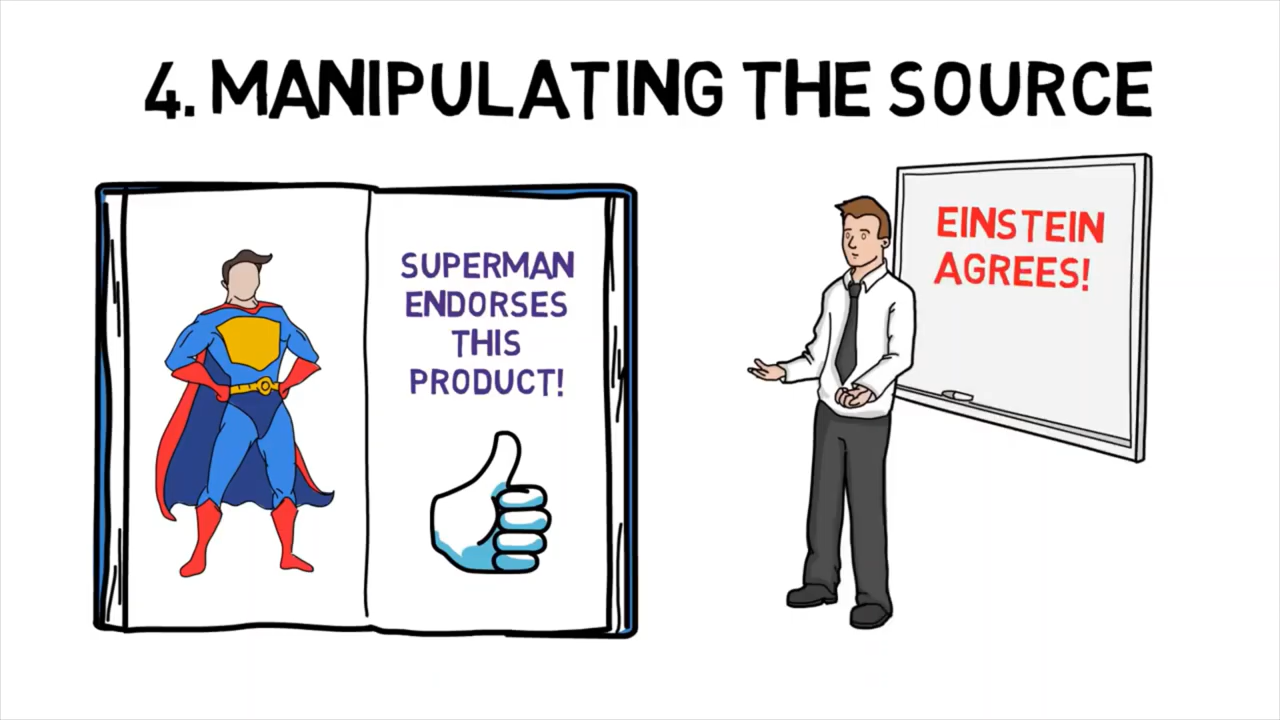 4. MANIPULATING THE SOURCE
SUPERMAN
ENDORSES
THIS
PRODUCT!
EINSTEIN
AGREES!